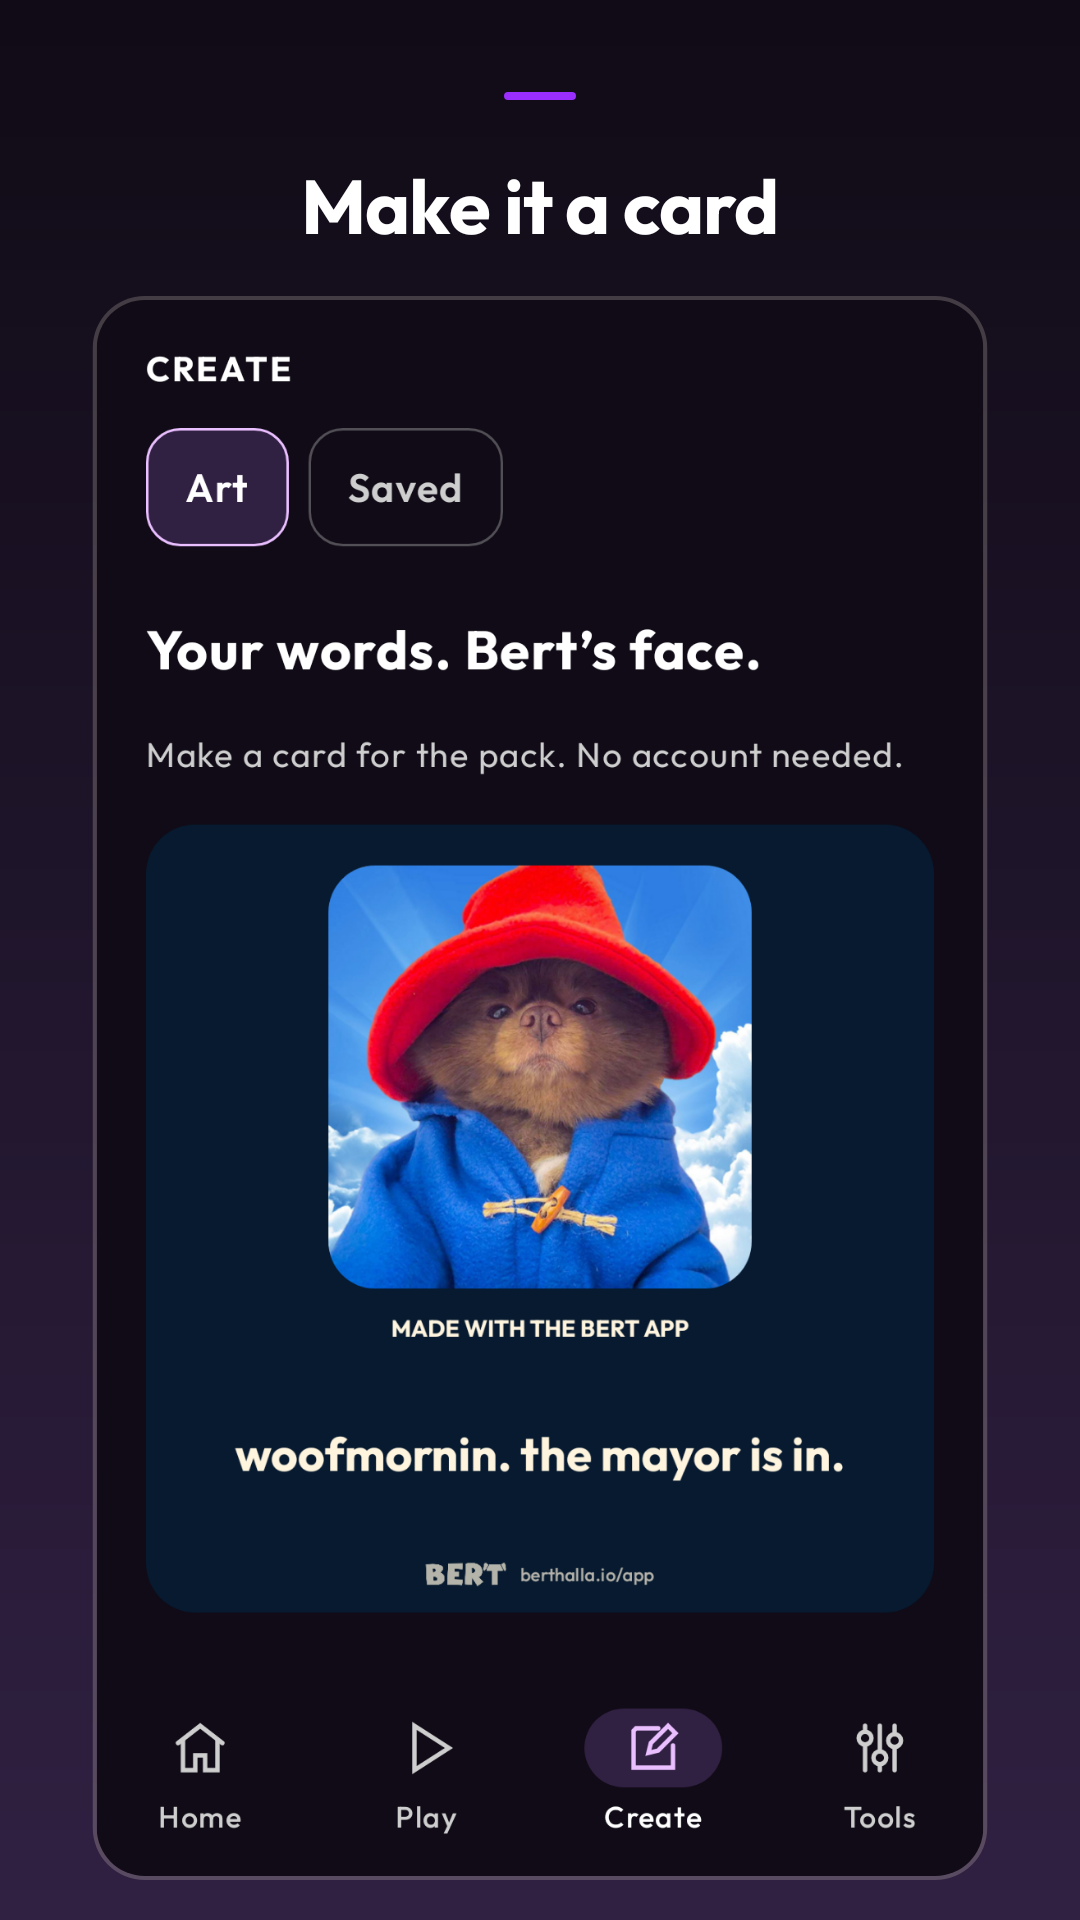 Make it a card
CREATE
Art
Saved
Your words. Bert’s face.
Make a card for the pack. No account needed.
MADE WITH THE BERT APP
woofmornin. the mayor is in.
BERT berthalla.io/app
Home
Play
Create
Tools